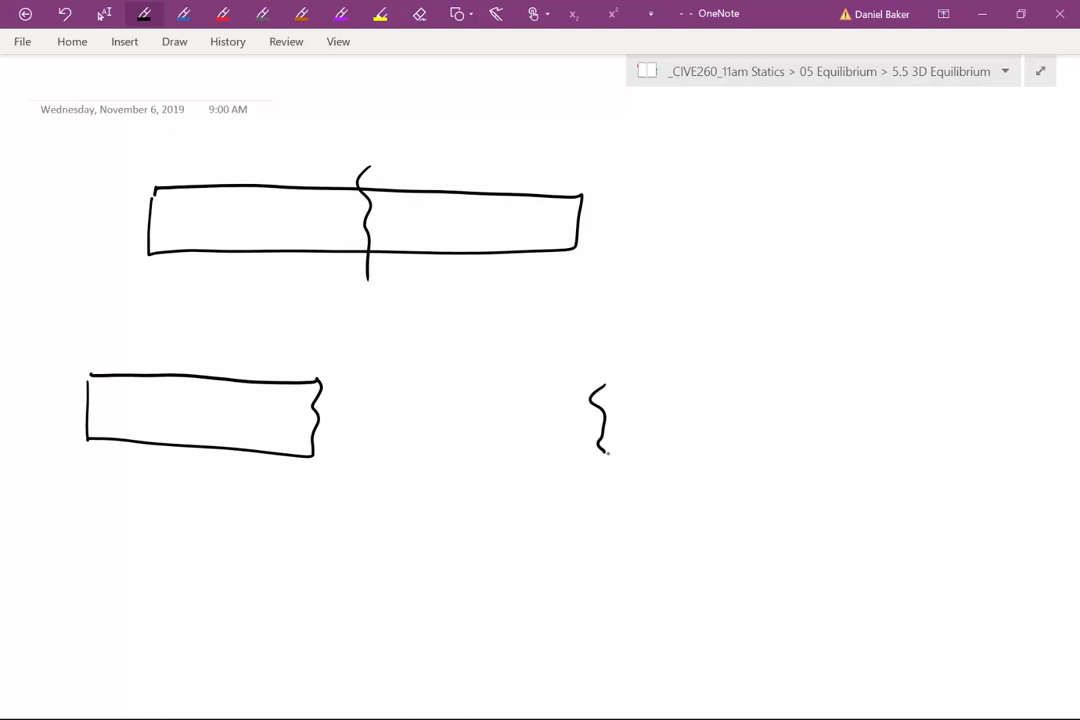 - OneNote
Daniel Baker
File Home Insert Draw History Review View
_CIVE260_11am Statics > 05 Equilibrium > 5.5 3D Equilibrium
Wednesday, November 6, 2019 9:00 AM